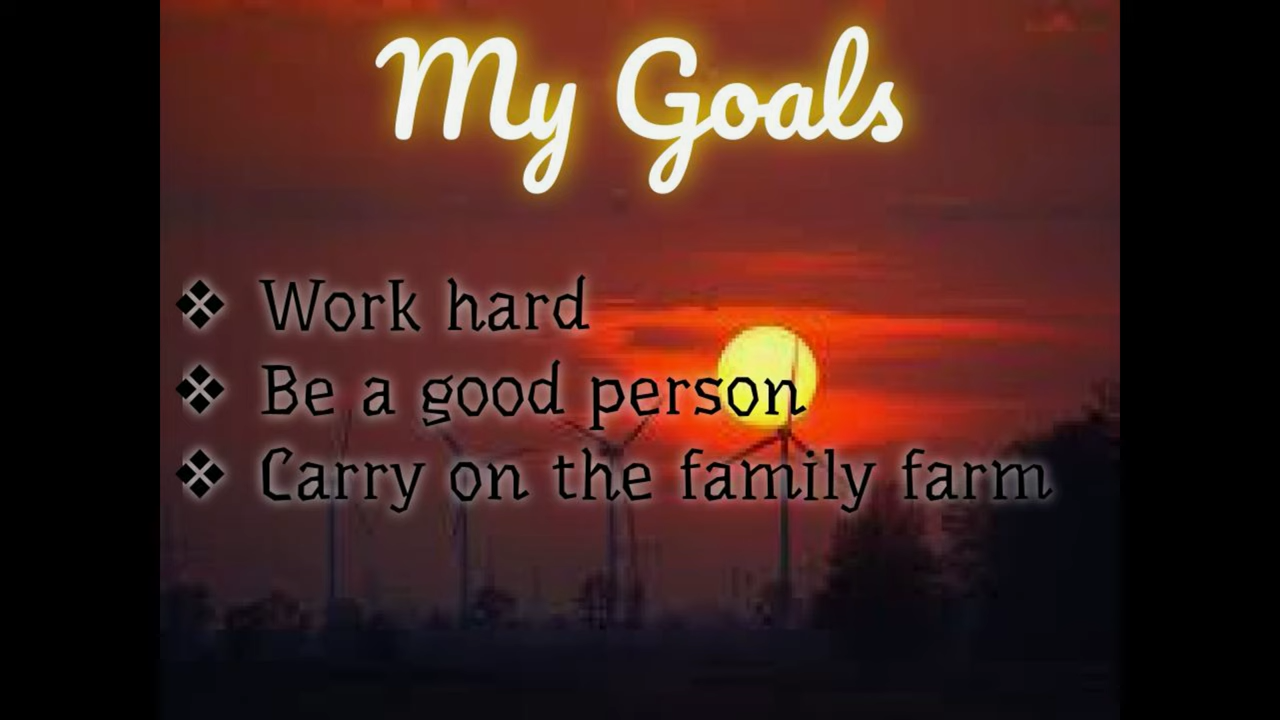 My Goals
❖ Work hard
❖ Be a good person
❖ Carry on the family farm